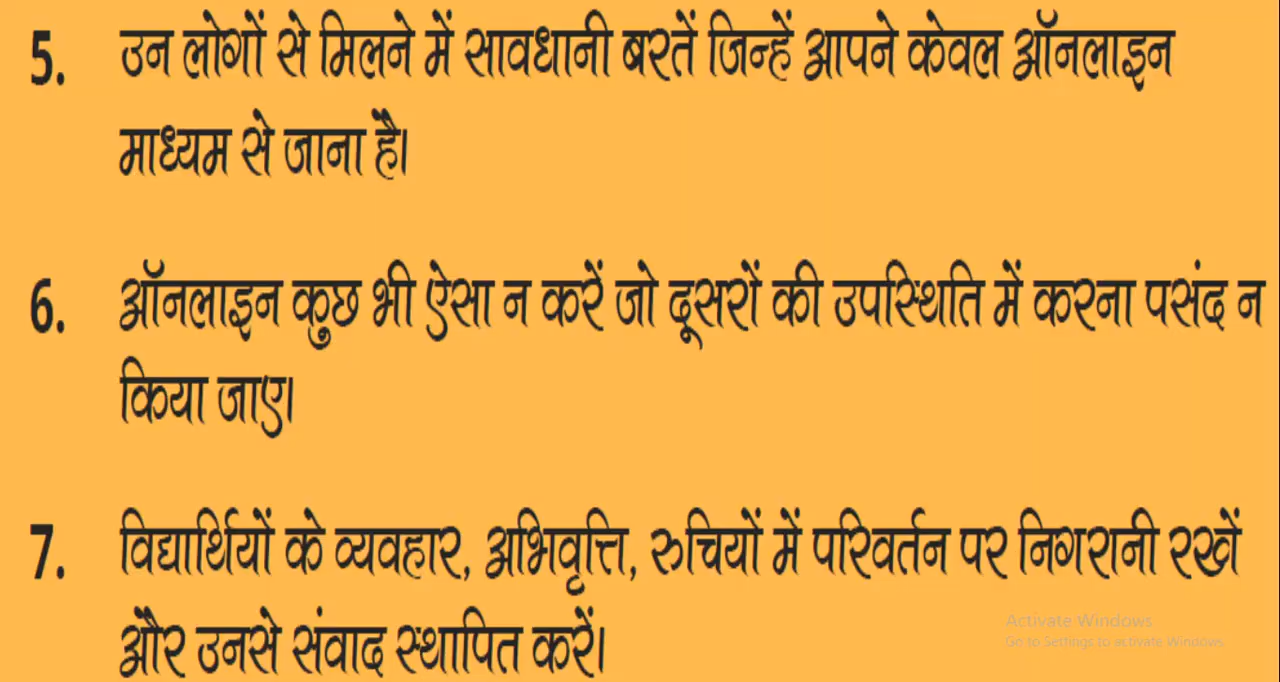 5. उन लोगों से मिलने में सावधानी बरतें जिन्हें आपने केवल ऑनलाइन
माध्यम से जाना है।
6. ऑनलाइन कुछ भी ऐसा न करें जो दूसरों की उपस्थिति में करना पसंद न
किया जाए।
7. विद्यार्थियों के व्यवहार, अभिवृत्ति, रुचियों में परिवर्तन पर निगरानी रखें
और उनसे संवाद स्थापित करें।
Activate Windows
Go to Settings to activate Windows.